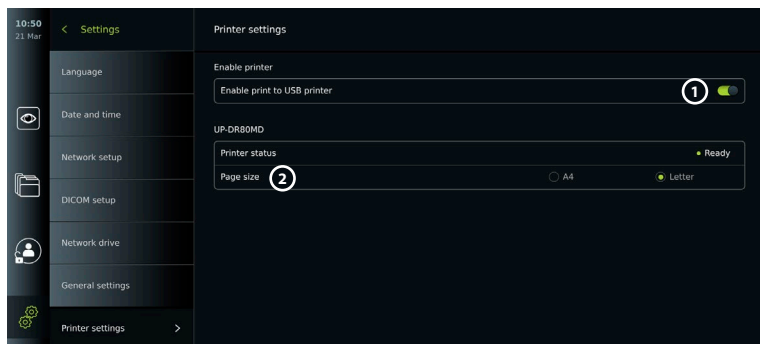 10:50
21 Mar
< Settings
Language
Date and time
Network setup
DICOM setup
Network drive
General settings
Printer settings >
Printer settings
Enable printer
Enable print to USB printer 1
UP-DR80MD
Printer status Ready
Page size 2 A4 Letter